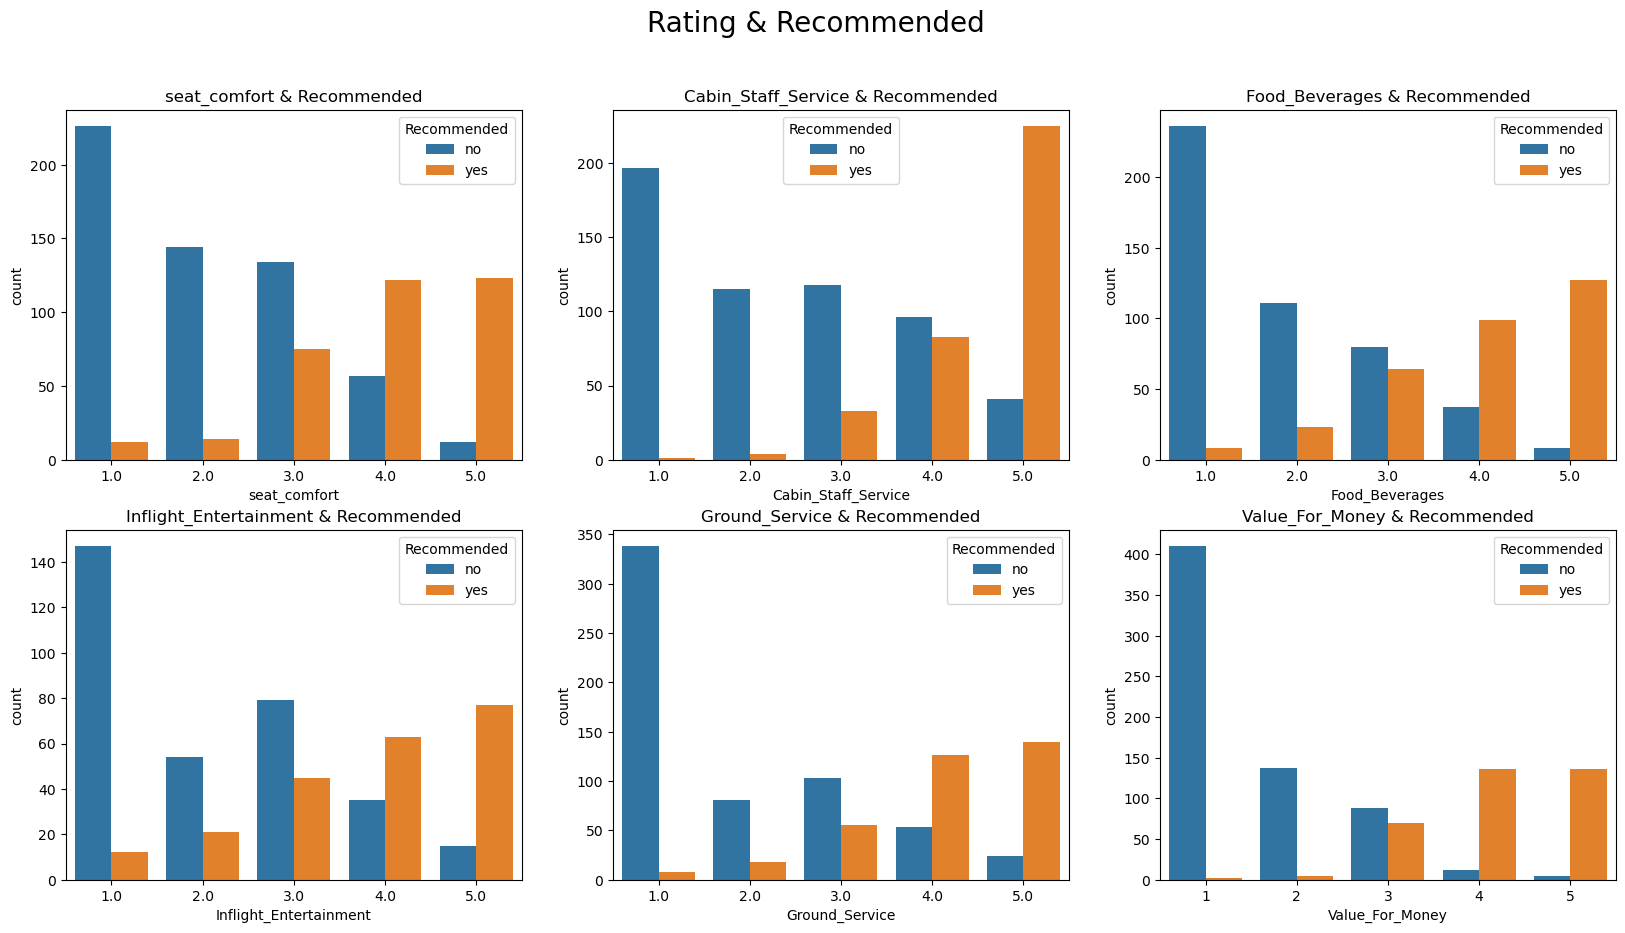 Rating & Recommended
seat_comfort & Recommended
Recommended
no
yes
200
150
100
50
0
count
1.0 2.0 3.0 4.0 5.0
seat_comfort
Cabin_Staff_Service & Recommended
Recommended
no
yes
200
150
100
50
0
count
1.0 2.0 3.0 4.0 5.0
Cabin_Staff_Service
Food_Beverages & Recommended
Recommended
no
yes
200
150
100
50
0
count
1.0 2.0 3.0 4.0 5.0
Food_Beverages
Inflight_Entertainment & Recommended
Recommended
no
yes
140
120
100
80
60
40
20
0
count
1.0 2.0 3.0 4.0 5.0
Inflight_Entertainment
Ground_Service & Recommended
Recommended
no
yes
350
300
250
200
150
100
50
0
count
1.0 2.0 3.0 4.0 5.0
Ground_Service
Value_For_Money & Recommended
Recommended
no
yes
400
350
300
250
200
150
100
50
0
count
1 2 3 4 5
Value_For_Money